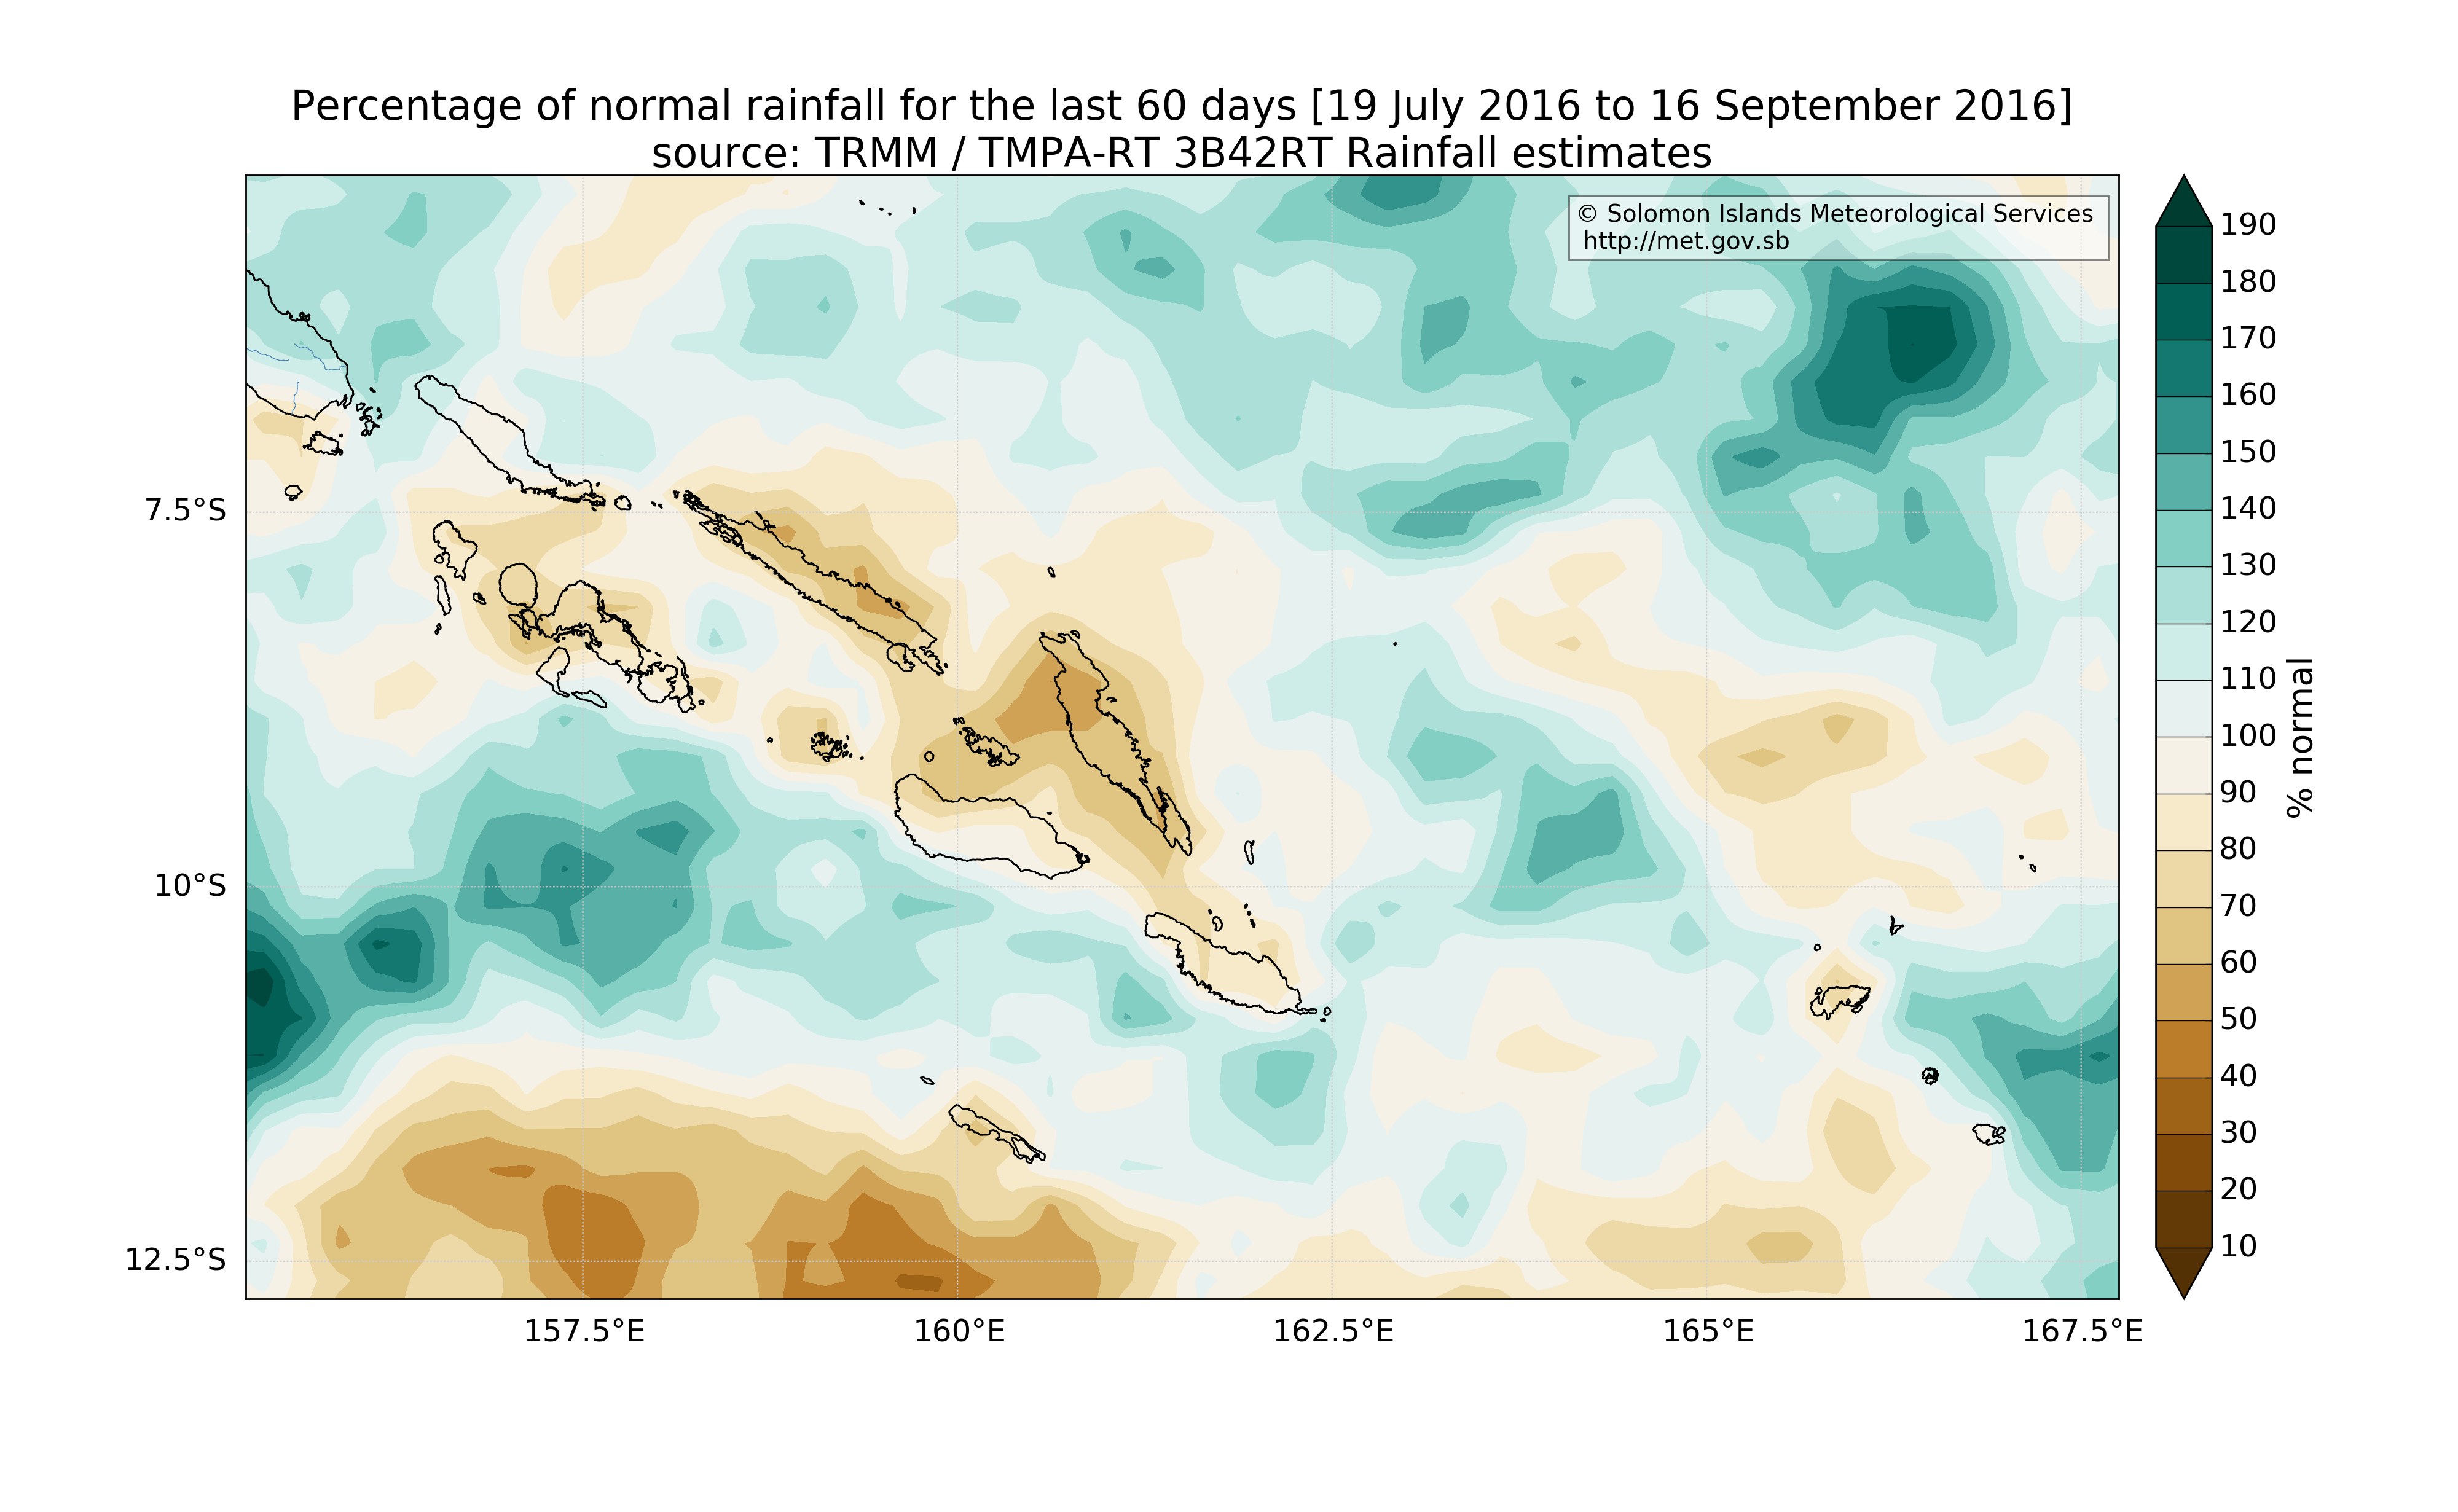 Percentage of normal rainfall for the last 60 days [19 July 2016 to 16 September 2016]
source: TRMM / TMPA-RT 3B42RT Rainfall estimates
© Solomon Islands Meteorological Services
http://met.gov.sb
7.5°S
10°S
12.5°S
157.5°E
160°E
162.5°E
165°E
167.5°E
190
180
170
160
150
140
130
120
110
100
90
80
70
60
50
40
30
20
10
% normal